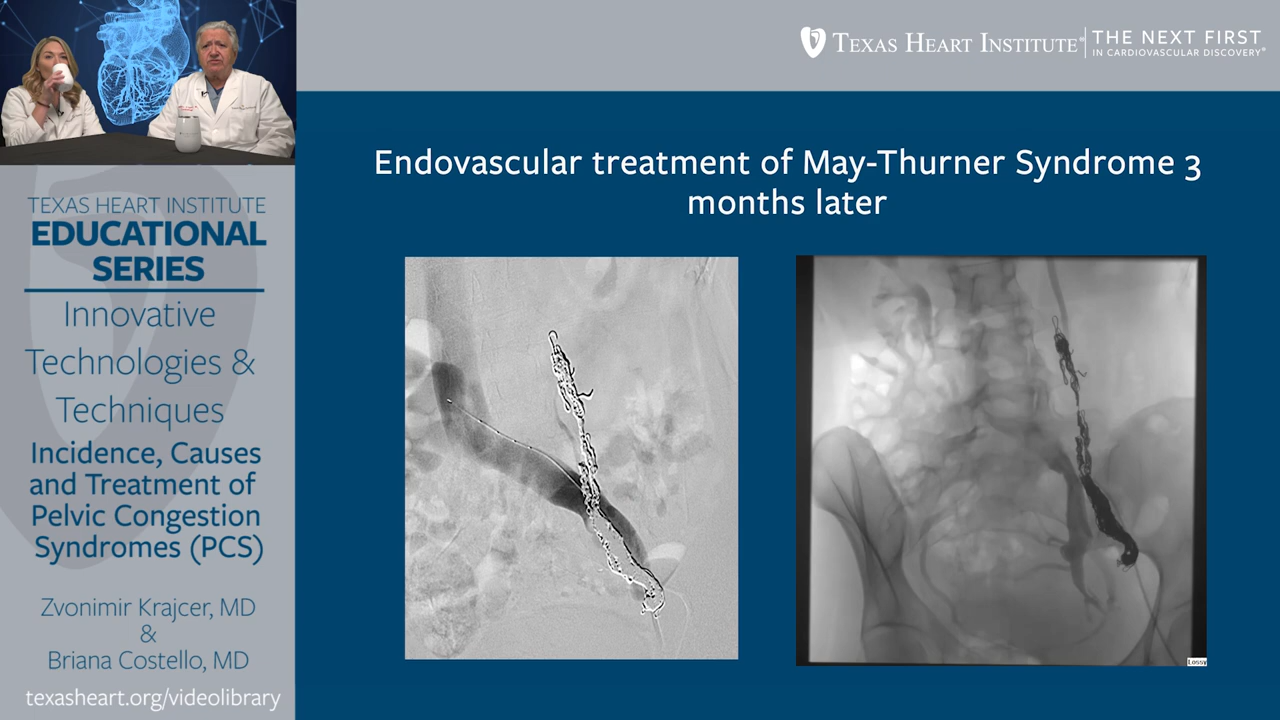 TEXAS HEART INSTITUTE®
THE NEXT FIRST
IN CARDIOVASCULAR DISCOVERY®
TEXAS HEART INSTITUTE
EDUCATIONAL
SERIES
Innovative
Technologies &
Techniques
Incidence, Causes
and Treatment of
Pelvic Congestion
Syndromes (PCS)
Zvonimir Krajcer, MD
&
Briana Costello, MD
texasheart.org/videolibrary
Endovascular treatment of May-Thurner Syndrome 3
months later
Lossy